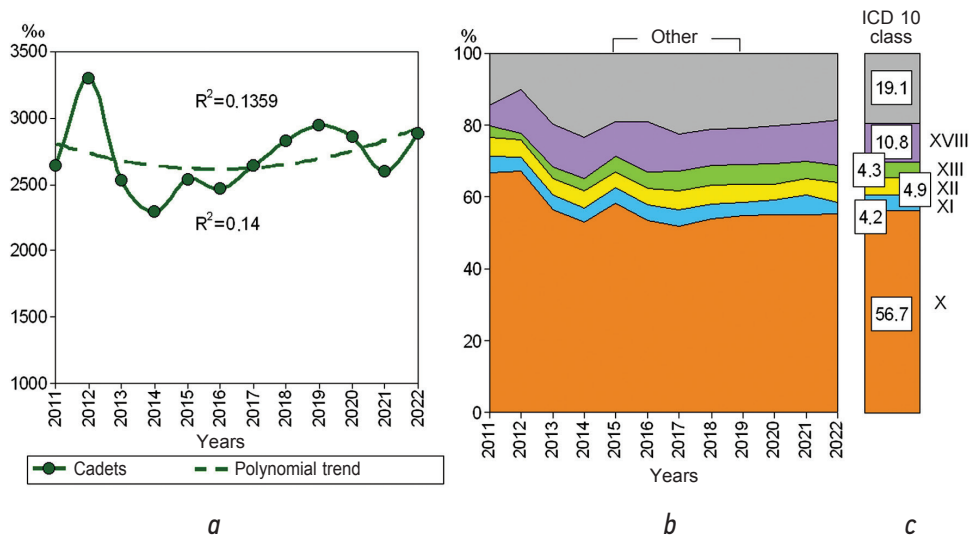 ‰
3500
3000
2500
2000
1500
1000
R²=0.1359
R²=0.14
2011 2012 2013 2014 2015 2016 2017 2018 2019 2020 2021 2022
Years
Cadets Polynomial trend
a
%
Other
100
80
60
40
20
0
2011 2012 2013 2014 2015 2016 2017 2018 2019 2020 2021 2022
Years
b
ICD 10
class
19.1
10.8 XVIII
4.3 XIII
4.9 XII
4.2 XI
56.7 X
c